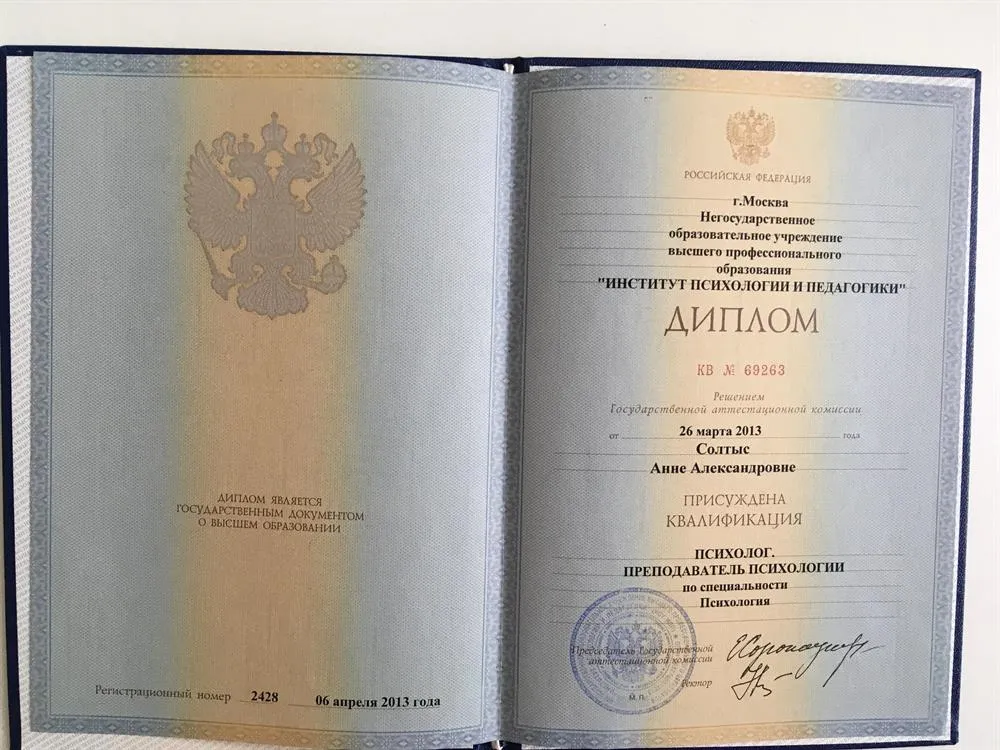 ДИПЛОМ ЯВЛЯЕТСЯ
ГОСУДАРСТВЕННЫМ ДОКУМЕНТОМ
О ВЫСШЕМ ОБРАЗОВАНИИ
Регистрационный номер 2428 06 апреля 2013 года
РОССИЙСКАЯ ФЕДЕРАЦИЯ
г.Москва
Негосударственное
образовательное учреждение
высшего профессионального
образования
"ИНСТИТУТ ПСИХОЛОГИИ И ПЕДАГОГИКИ"
ДИПЛОМ
КВ № 69263
Решением
Государственной аттестационной комиссии
от 26 марта 2013 года
Солтыс
Анне Александровне
ПРИСУЖДЕНА
КВАЛИФИКАЦИЯ
ПСИХОЛОГ.
ПРЕПОДАВАТЕЛЬ ПСИХОЛОГИИ
по специальности
Психология
Председатель Государственной
аттестационной комиссии
Ректор
М.П.